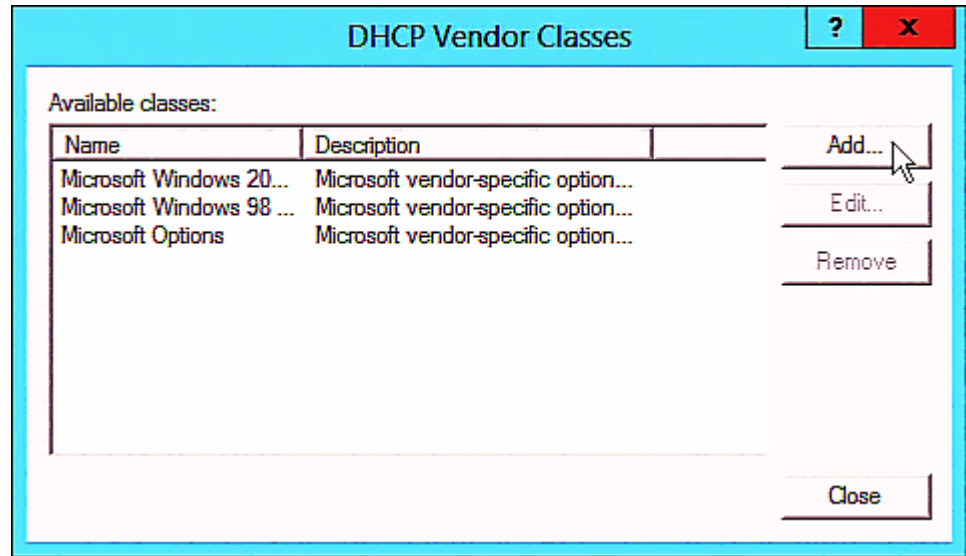 DHCP Vendor Classes ? x
Available classes:
Name Description
Add...
Microsoft Windows 20... Microsoft vendor-specific option...
Microsoft Windows 98 ... Microsoft vendor-specific option...
Edit...
Microsoft Options Microsoft vendor-specific option...
Remove
Close